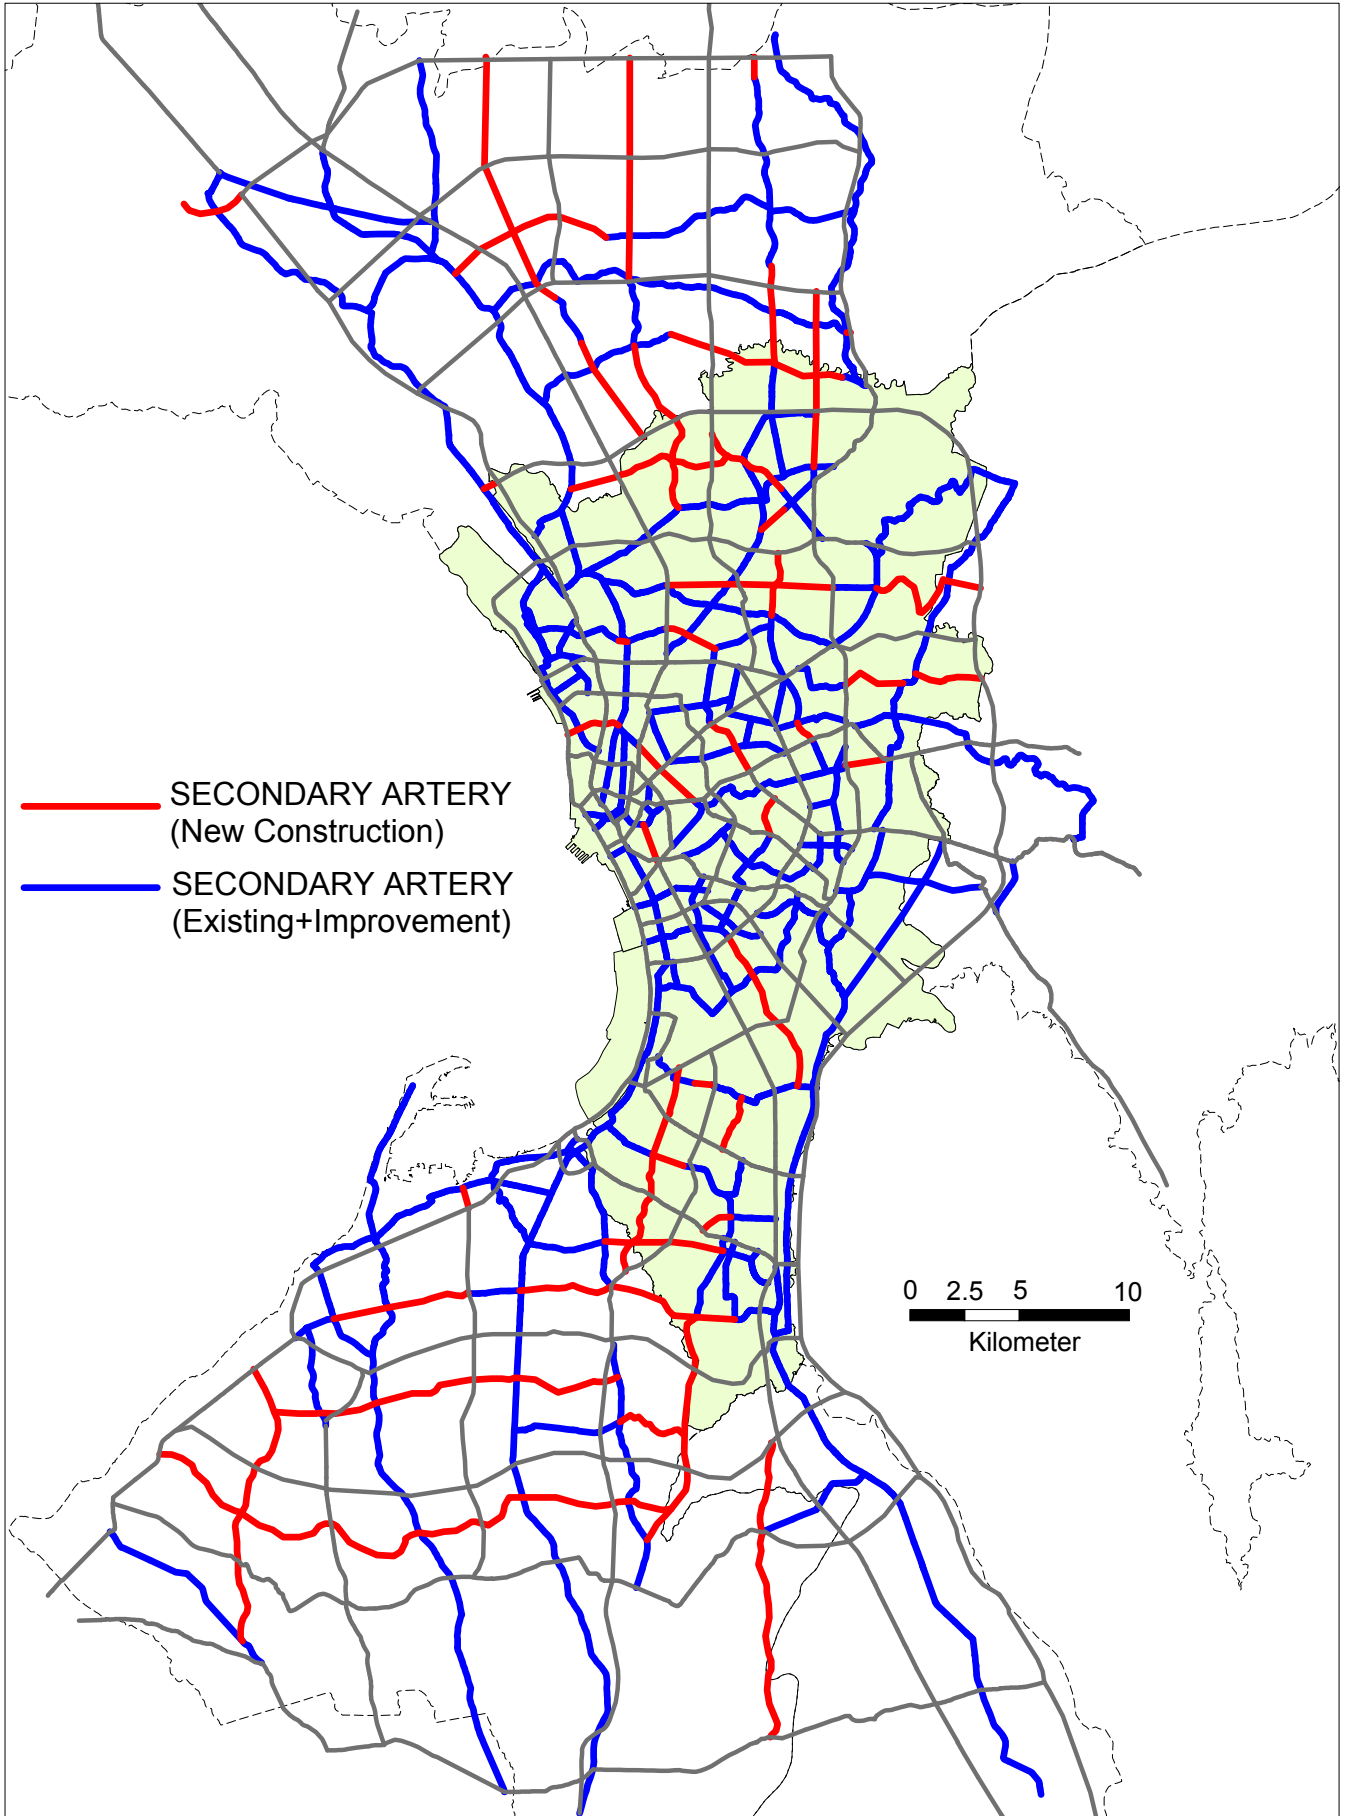 SECONDARY ARTERY
(New Construction)
SECONDARY ARTERY
(Existing+Improvement)
0 2.5 5 10
Kilometer